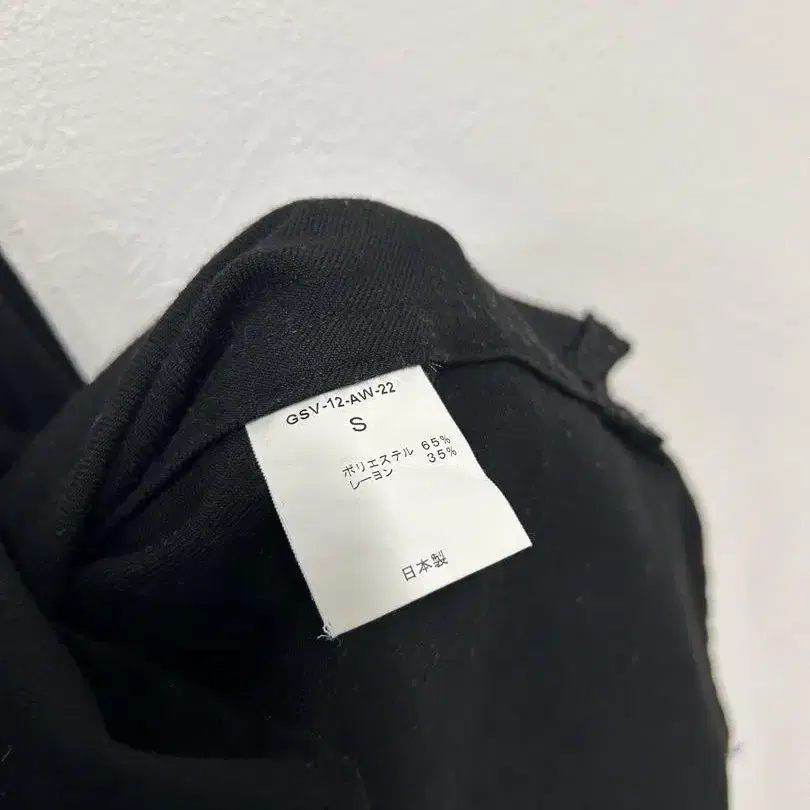 GSV-12-AW-22
S
ポリエステル 65%
レーヨン 35%
日本製